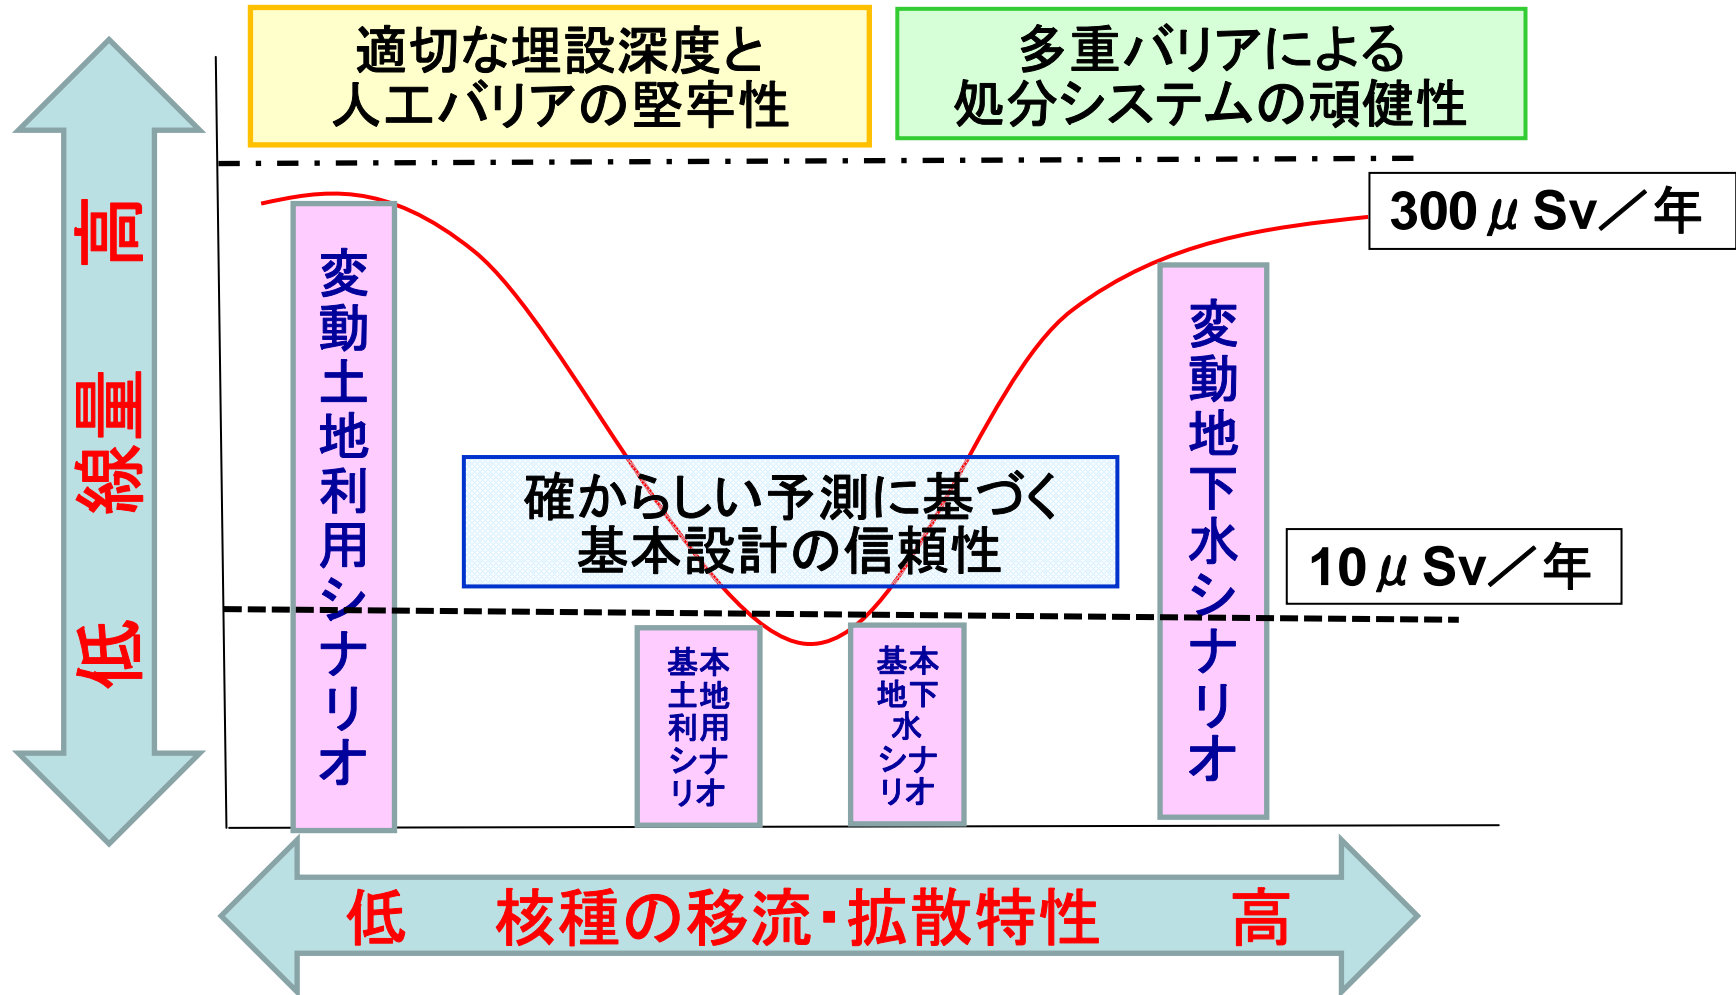 適切な埋設深度と
人工バリアの堅牢性
多重バリアによる
処分システムの頑健性
300μSv／年
高
線量
低
変動土地利用シナリオ
変動地下水シナリオ
確からしい予測に基づく
基本設計の信頼性
10μSv／年
基本
土地
利用
シナ
リオ
基本
地下
水
シナ
リオ
低 核種の移流・拡散特性 高